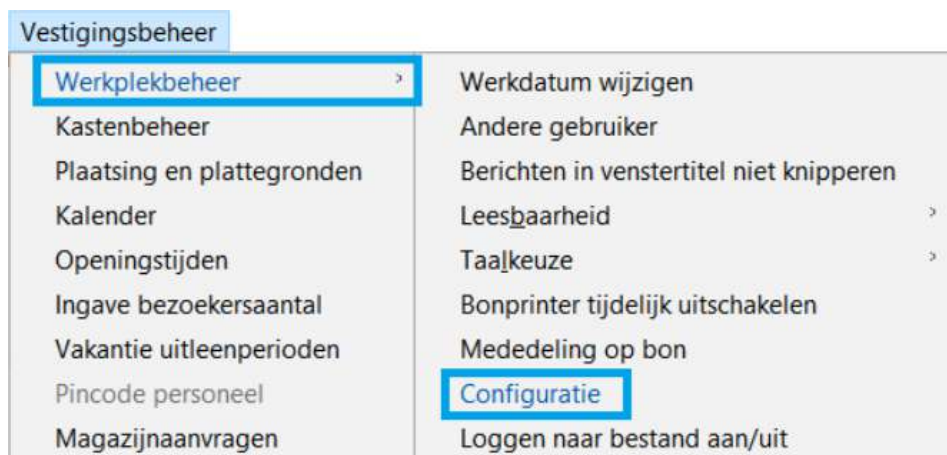 Vestigingsbeheer
Werkplekbeheer
Kastenbeheer
Plaatsing en plattegronden
Kalender
Openingstijden
Ingave bezoekersaantal
Vakantie uitleenperioden
Pincode personeel
Magazijnaanvragen
Werkdatum wijzigen
Andere gebruiker
Berichten in venstertitel niet knipperen
Leesbaarheid
Taalkeuze
Bonprinter tijdelijk uitschakelen
Mededeling op bon
Configuratie
Loggen naar bestand aan/uit